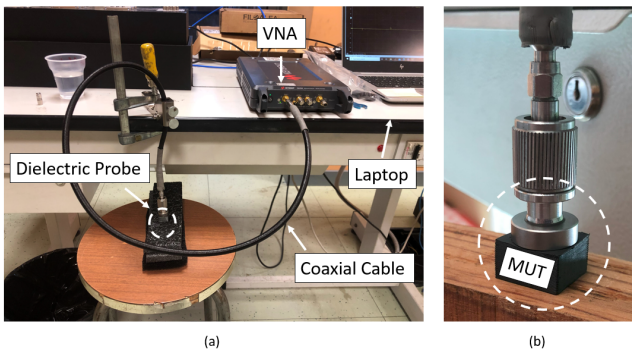 VNA
Dielectric Probe
Laptop
Coaxial Cable
MUT
(a)
(b)